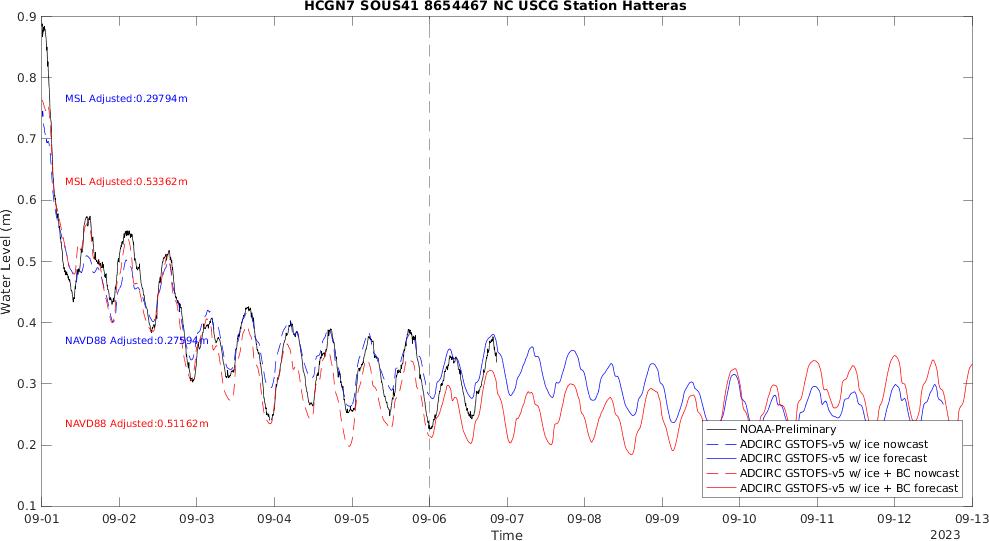 HCGN7 SOUS41 8654467 NC USCG Station Hatteras
Water Level (m)
0.9
0.8
0.7
0.6
0.5
0.4
0.3
0.2
0.1
MSL Adjusted:0.29794m
MSL Adjusted:0.53362m
NAVD88 Adjusted:0.27594m
NAVD88 Adjusted:0.51162m
NOAA-Preliminary
ADCIRC GSTOFS-v5 w/ ice nowcast
ADCIRC GSTOFS-v5 w/ ice forecast
ADCIRC GSTOFS-v5 w/ ice + BC nowcast
ADCIRC GSTOFS-v5 w/ ice + BC forecast
09-01 09-02 09-03 09-04 09-05 09-06 09-07 09-08 09-09 09-10 09-11 09-12 09-13
Time
2023